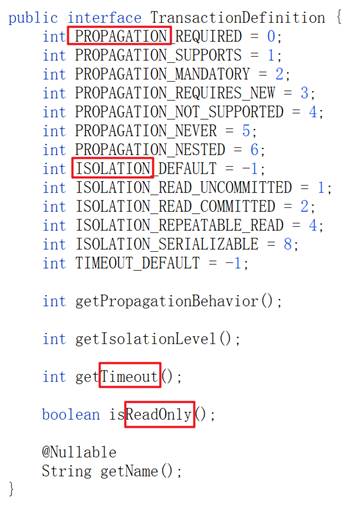 public interface TransactionDefinition {
int PROPAGATION_REQUIRED = 0;
int PROPAGATION_SUPPORTS = 1;
int PROPAGATION_MANDATORY = 2;
int PROPAGATION_REQUIRES_NEW = 3;
int PROPAGATION_NOT_SUPPORTED = 4;
int PROPAGATION_NEVER = 5;
int PROPAGATION_NESTED = 6;
int ISOLATION_DEFAULT = -1;
int ISOLATION_READ_UNCOMMITTED = 1;
int ISOLATION_READ_COMMITTED = 2;
int ISOLATION_REPEATABLE_READ = 4;
int ISOLATION_SERIALIZABLE = 8;
int TIMEOUT_DEFAULT = -1;
int getPropagationBehavior();
int getIsolationLevel();
int getTimeout();
boolean isReadOnly();
@Nullable
String getName();
}